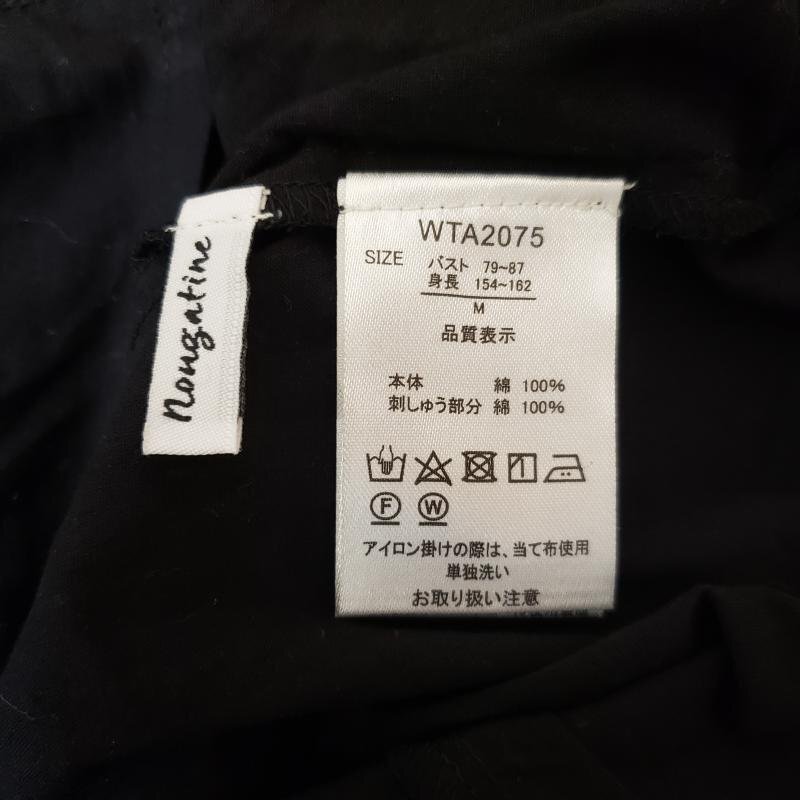 Nougatine
WTA2075
SIZE バスト 79~87
身長 154~162
M
品質表示
本体 綿 100%
刺しゅう部分 綿 100%
F W
アイロン掛けの際は、当て布使用
単独洗い
お取り扱い注意